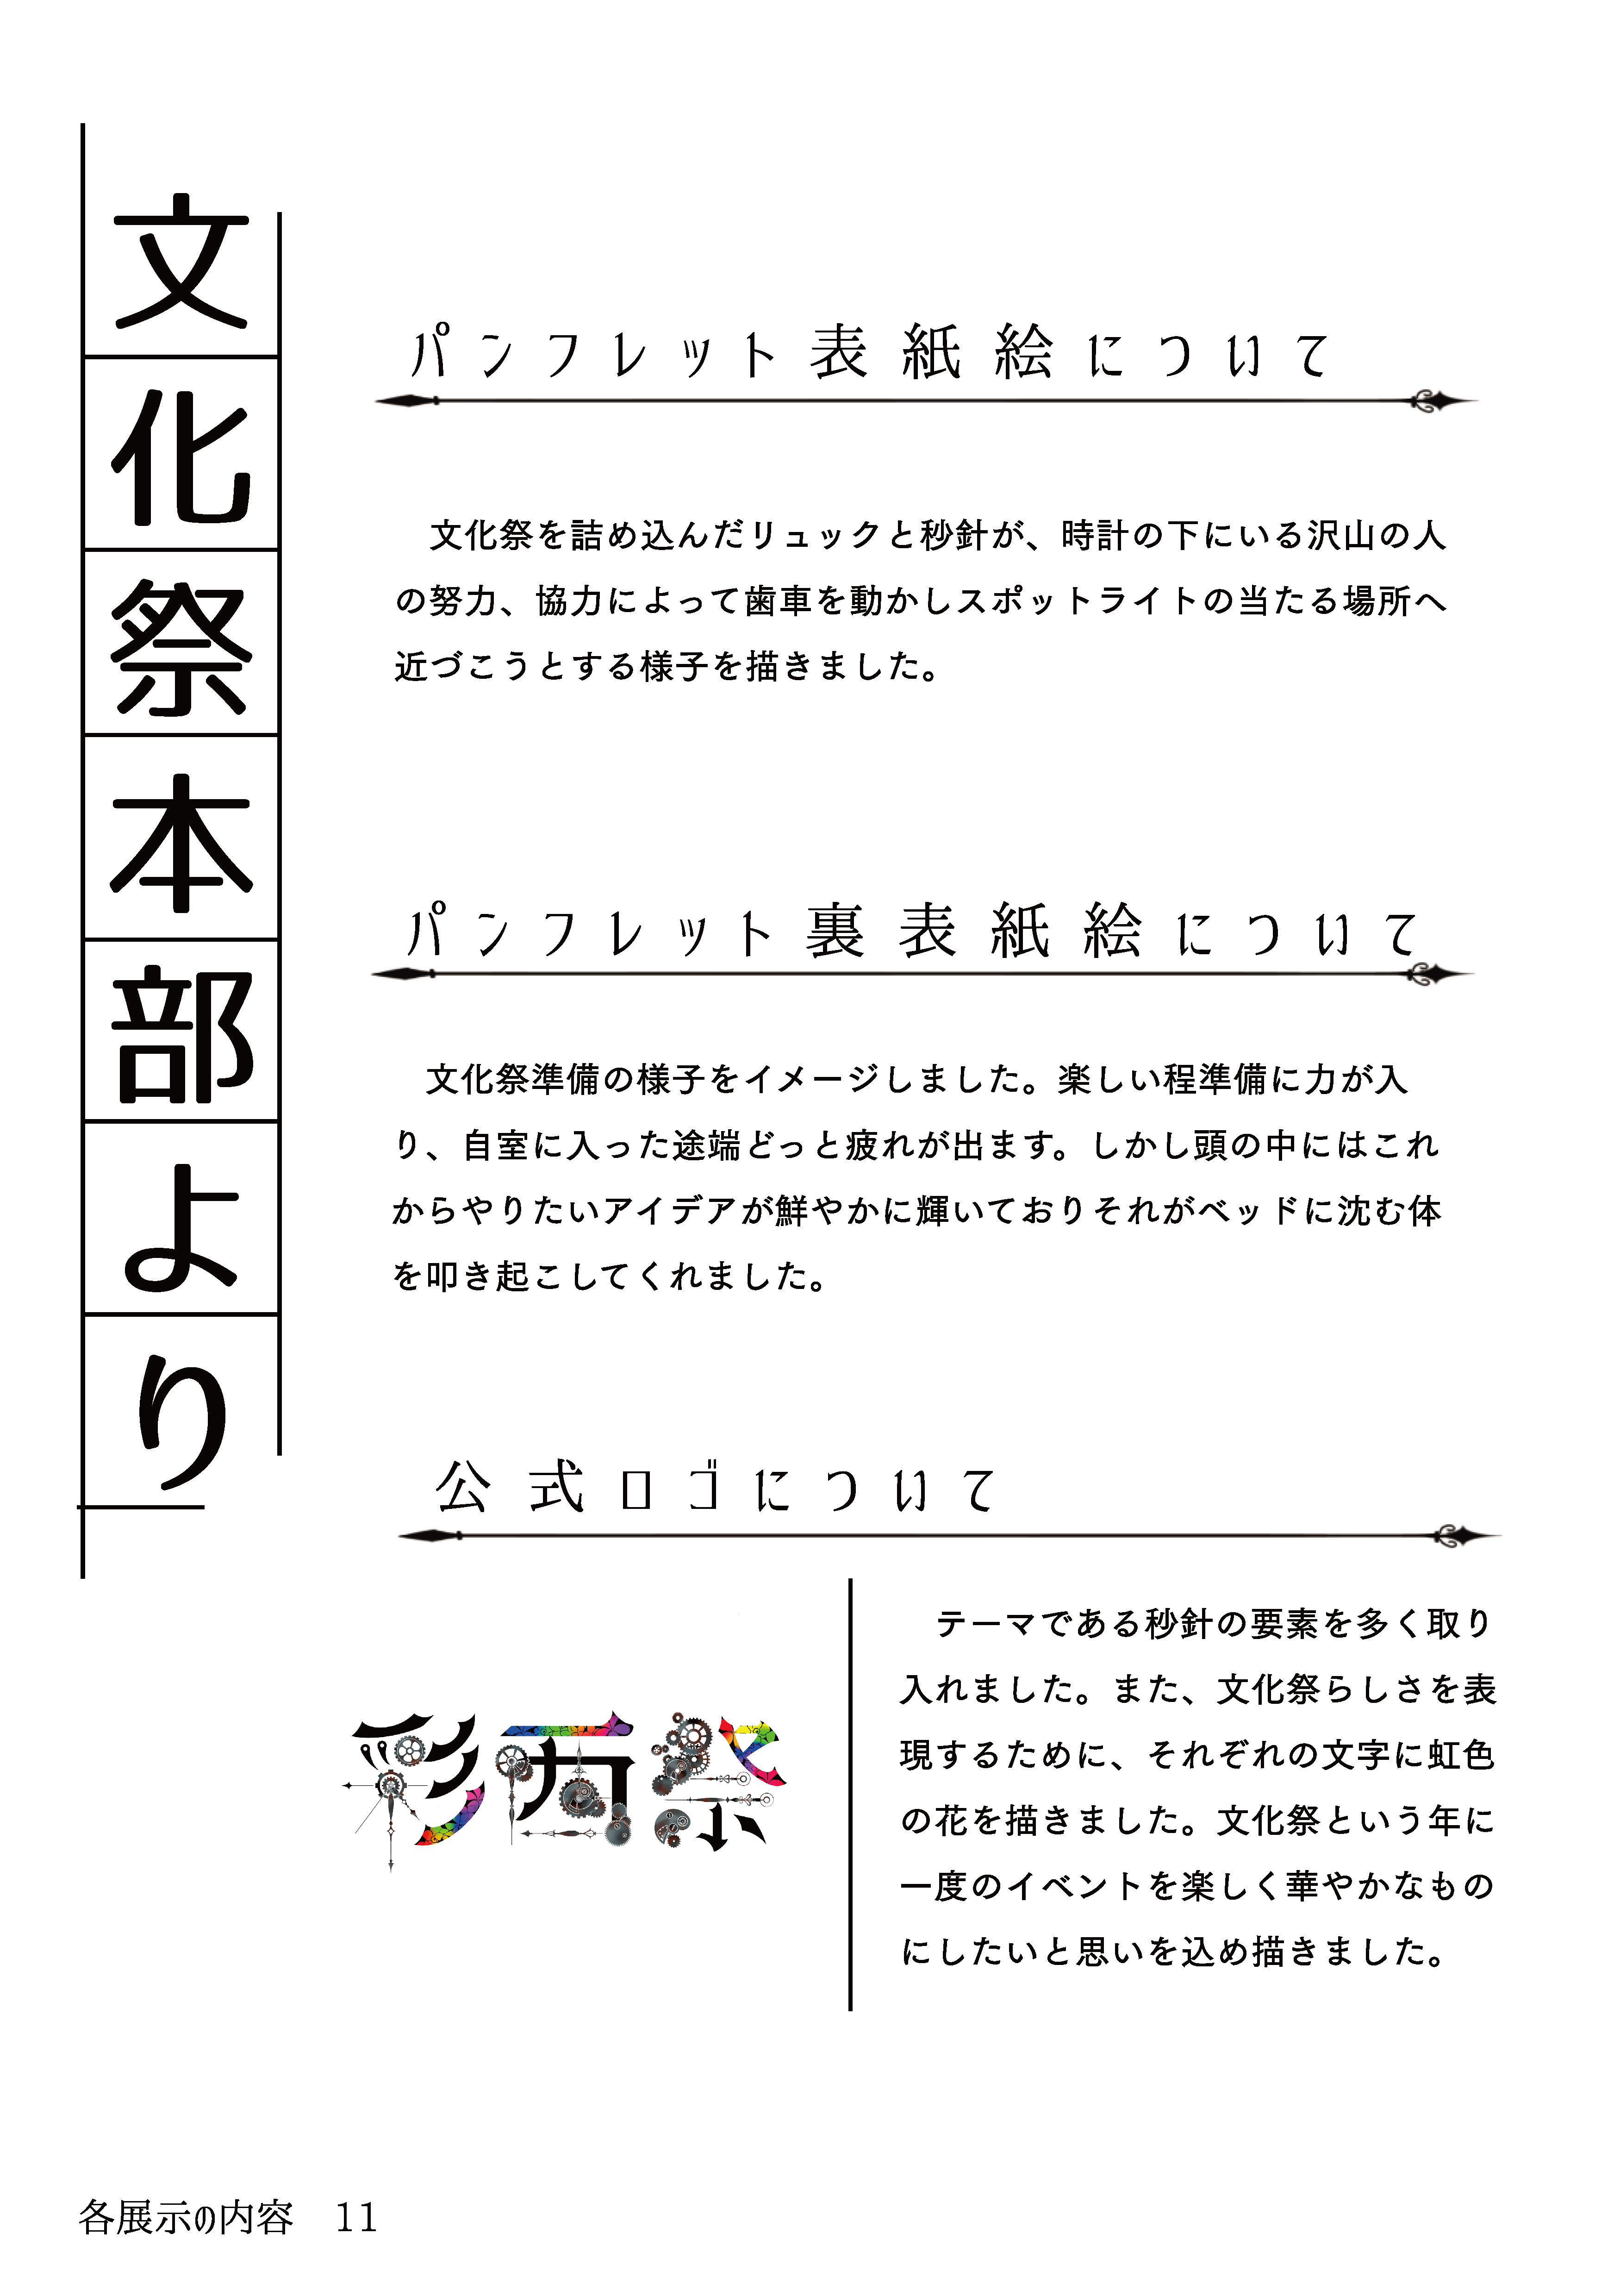 文化祭本部より
パンフレット表紙絵について
文化祭を詰め込んだリュックと秒針が、時計の下にいる沢山の人
の努力、協力によって歯車を動かしスポットライトの当たる場所へ
近づこうとする様子を描きました。
パンフレット裏表紙絵について
文化祭準備の様子をイメージしました。楽しい程準備に力が入
り、自室に入った途端どっと疲れが出ます。しかし頭の中にはこれ
からやりたいアイデアが鮮やかに輝いておりそれがベッドに沈む体
を叩き起こしてくれました。
公式ロゴについて
テーマである秒針の要素を多く取り
入れました。また、文化祭らしさを表
現するために、それぞれの文字に虹色
の花を描きました。文化祭という年に
一度のイベントを楽しく華やかなもの
にしたいと思いを込め描きました。
各展示の内容　11